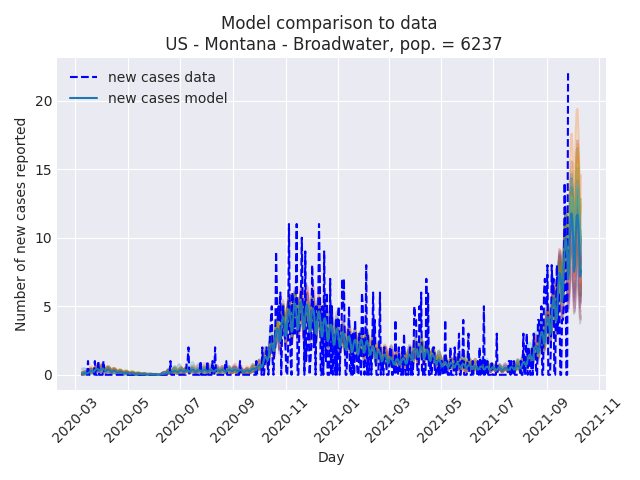 Model comparison to data
US - Montana - Broadwater, pop. = 6237
new cases data
new cases model
Number of new cases reported
20
15
10
5
0
2020-03
2020-05
2020-07
2020-09
2020-11
2021-01
2021-03
2021-05
2021-07
2021-09
2021-11
Day